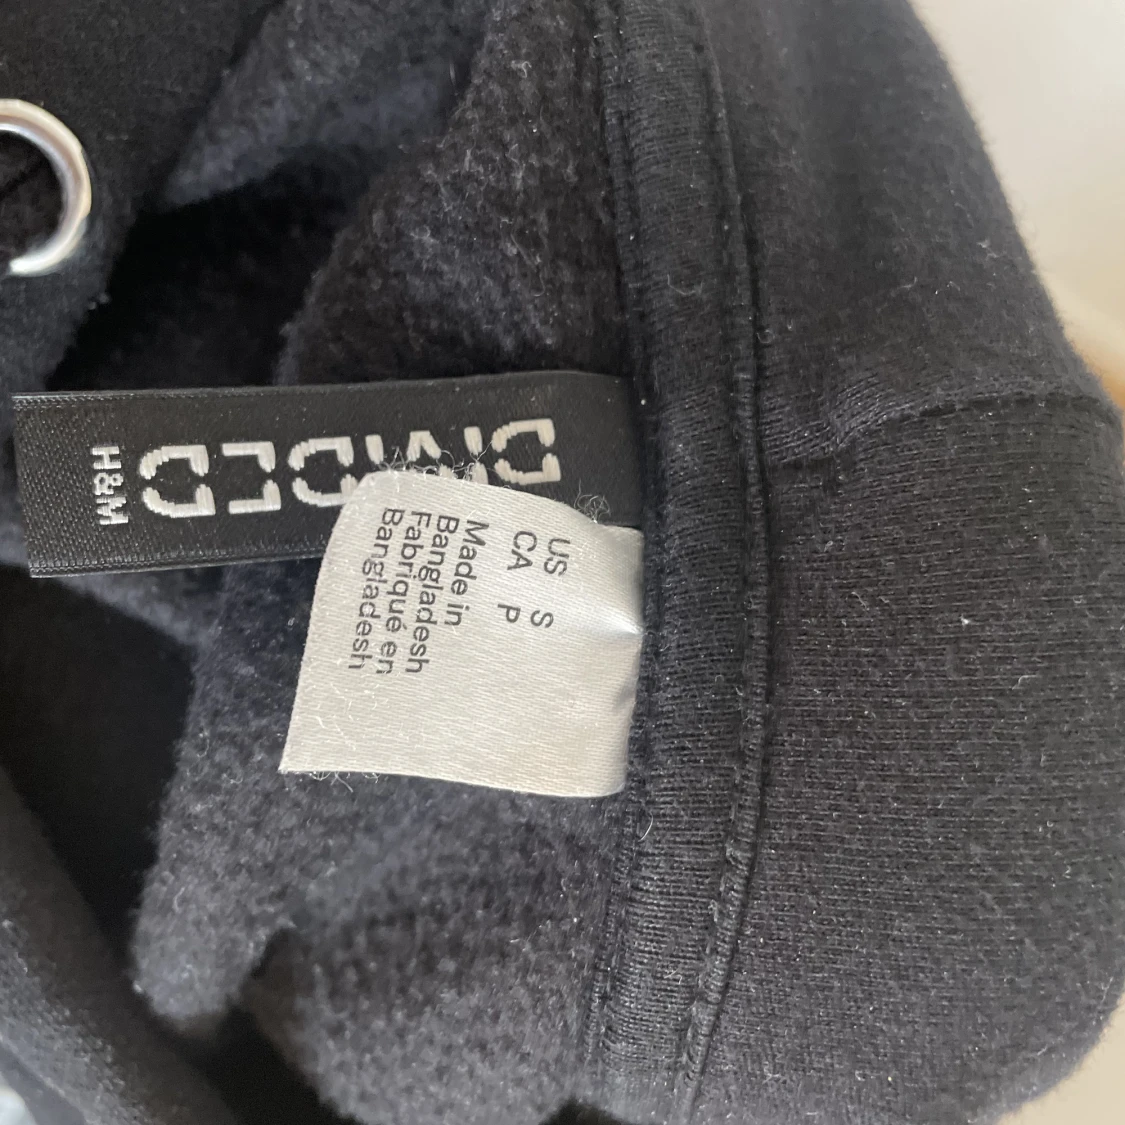 DIVIDED
H&M
US S
CA P
Made in
Bangladesh
Fabriqué en
Bangladesh